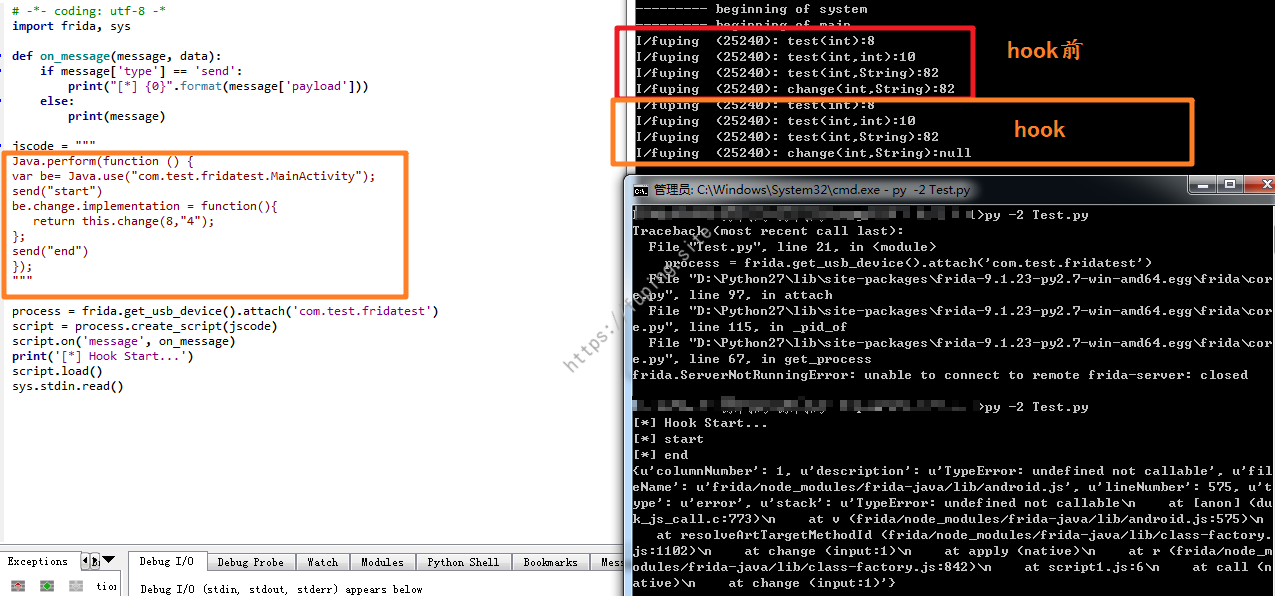 # -*- coding: utf-8 -*
import frida, sys
def on_message(message, data):
if message['type'] == 'send':
print("[*] {0}".format(message['payload']))
else:
print(message)
jscode = """
Java.perform(function () {
var be= Java.use("com.test.fridatest.MainActivity");
send("start")
be.change.implementation = function(){
return this.change(8,"4");
};
send("end")
});
"""
process = frida.get_usb_device().attach('com.test.fridatest')
script = process.create_script(jscode)
script.on('message', on_message)
print('[*] Hook Start...')
script.load()
sys.stdin.read()
Exceptions
Debug I/O
Debug Probe
Watch
Modules
Python Shell
Bookmarks
Mess
tion
Debug I/O (stdin, stdout, stderr) appears below
--------- beginning of system
--------- beginning of main
I/fuping  (25240): test(int):8
I/fuping  (25240): test(int,int):10
I/fuping  (25240): test(int,String):82
I/fuping  (25240): change(int,String):82
hook前
I/fuping  (25240): test(int):8
I/fuping  (25240): test(int,int):10
I/fuping  (25240): test(int,String):82
I/fuping  (25240): change(int,String):null
hook
管理员: C:\Windows\System32\cmd.exe - py  -2 Test.py
>py -2 Test.py
Traceback (most recent call last):
File "Test.py", line 21, in <module>
process = frida.get_usb_device().attach('com.test.fridatest')
File "D:\Python27\lib\site-packages\frida-9.1.23-py2.7-win-amd64.egg\frida\cor
e.py", line 97, in attach
File "D:\Python27\lib\site-packages\frida-9.1.23-py2.7-win-amd64.egg\frida\cor
e.py", line 115, in _pid_of
File "D:\Python27\lib\site-packages\frida-9.1.23-py2.7-win-amd64.egg\frida\cor
e.py", line 67, in get_process
frida.ServerNotRunningError: unable to connect to remote frida-server: closed
>py -2 Test.py
[*] Hook Start...
[*] start
[*] end
{u'columnNumber': 1, u'description': u'TypeError: undefined not callable', u'fil
eName': u'frida/node_modules/frida-java/lib/android.js', u'lineNumber': 575, u't
ype': u'error', u'stack': u'TypeError: undefined not callable\n    at [anon] (du
k_js_call.c:773)\n    at v (frida/node_modules/frida-java/lib/android.js:575)\n
at resolveArtTargetMethodId (frida/node_modules/frida-java/lib/class-factory.
js:1102)\n    at change (input:1)\n    at apply (native)\n    at r (frida/node_m
odules/frida-java/lib/class-factory.js:842)\n    at script1.js:6\n    at call (n
ative)\n    at change (input:1)'}
https://fuping.site